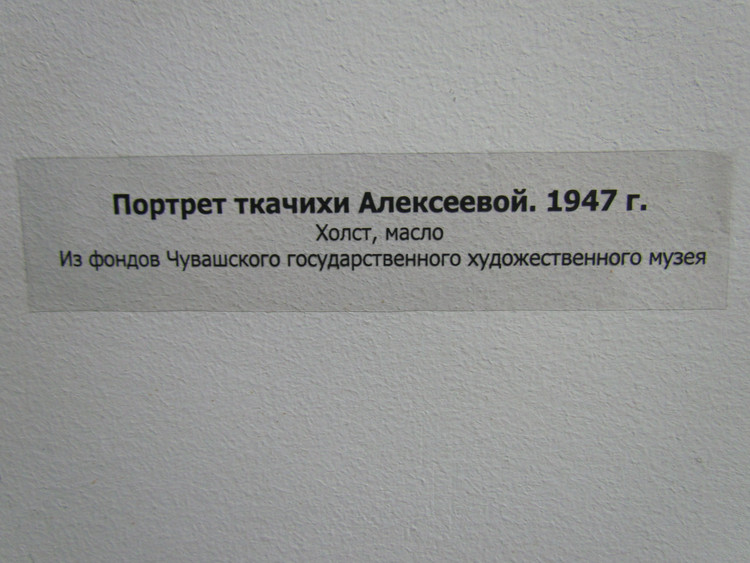 Портрет ткачихи Алексеевой. 1947 г.
Холст, масло
Из фондов Чувашского государственного художественного музея